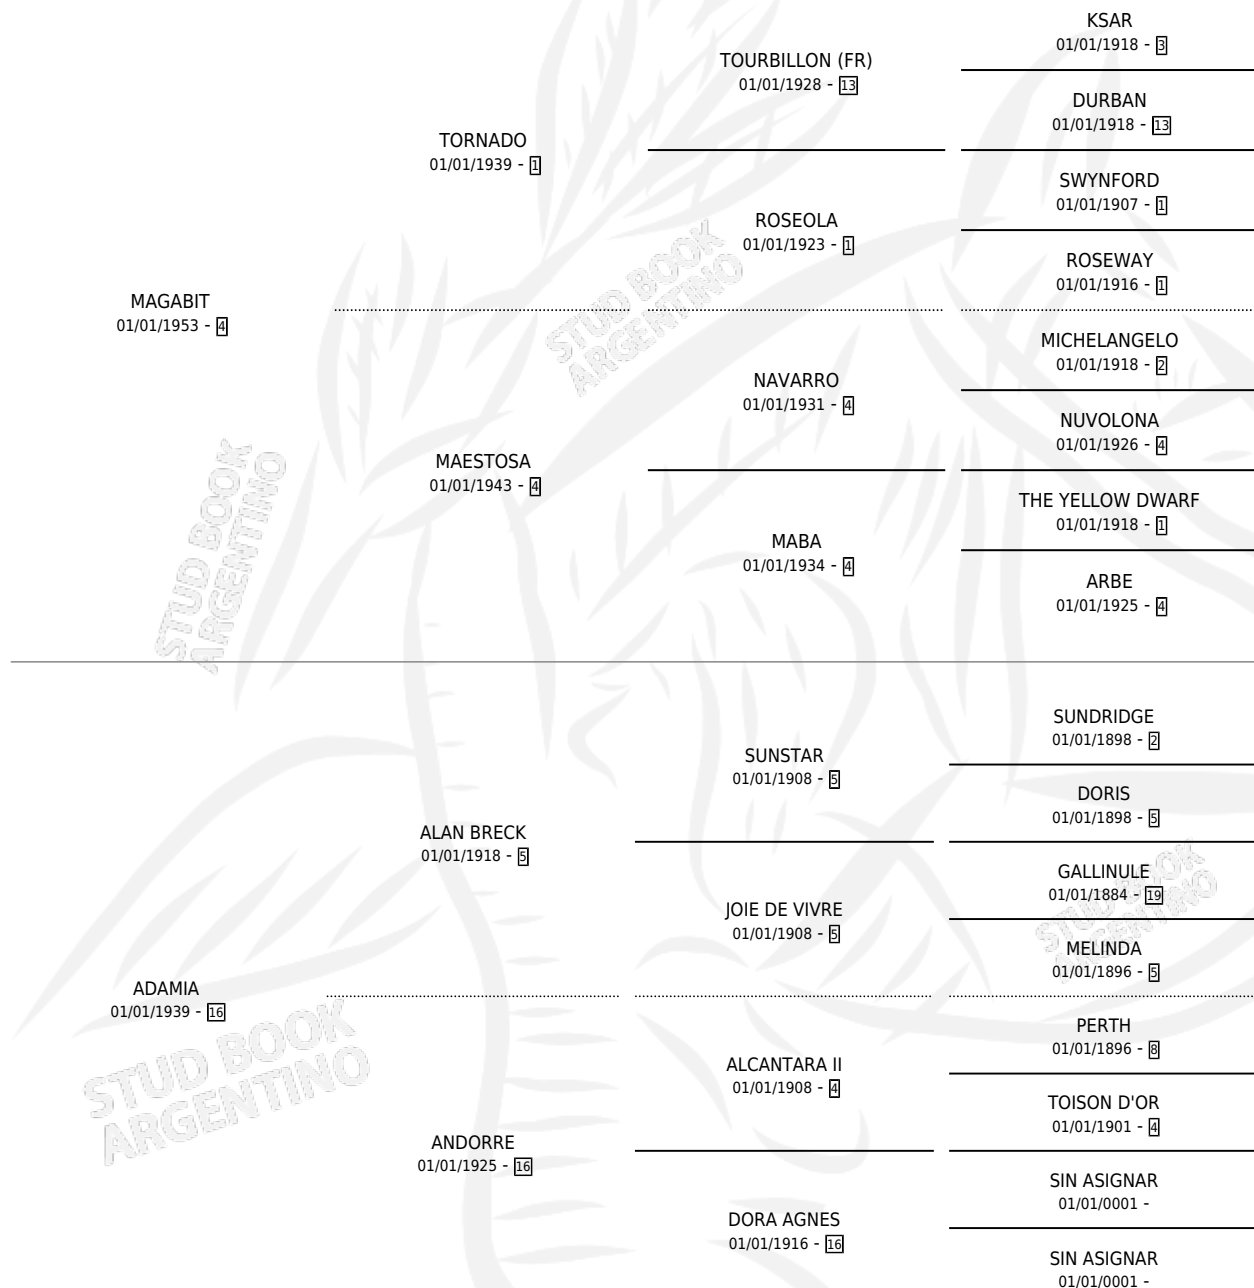 KSAR
01/01/1918 - 3
TOURBILLON (FR)
01/01/1928 - 13
DURBAN
01/01/1918 - 13
TORNADO
01/01/1939 - 1
SWYNFORD
01/01/1907 - 1
ROSEOLA
01/01/1923 - 1
ROSEWAY
01/01/1916 - 1
MAGABIT
01/01/1953 - 4
MICHELANGELO
01/01/1918 - 2
NAVARRO
01/01/1931 - 4
NUVOLONA
01/01/1926 - 4
MAESTOSA
01/01/1943 - 4
THE YELLOW DWARF
01/01/1918 - 1
MABA
01/01/1934 - 4
ARBE
01/01/1925 - 4
SUNDRIDGE
01/01/1898 - 2
SUNSTAR
01/01/1908 - 5
DORIS
01/01/1898 - 5
ALAN BRECK
01/01/1918 - 5
GALLINULE
01/01/1884 - 19
JOIE DE VIVRE
01/01/1908 - 5
MELINDA
01/01/1896 - 5
ADAMIA
01/01/1939 - 16
PERTH
01/01/1896 - 8
ALCANTARA II
01/01/1908 - 4
TOISON D'OR
01/01/1901 - 4
ANDORRE
01/01/1925 - 16
SIN ASIGNAR
01/01/0001 -
DORA AGNES
01/01/1916 - 16
SIN ASIGNAR
01/01/0001 -
STUD BOOK
ARGENTINO
STUD BOOK
ARGENTINO
STUD BOOK
ARGENTINO
STUD BOOK
ARGENTINO